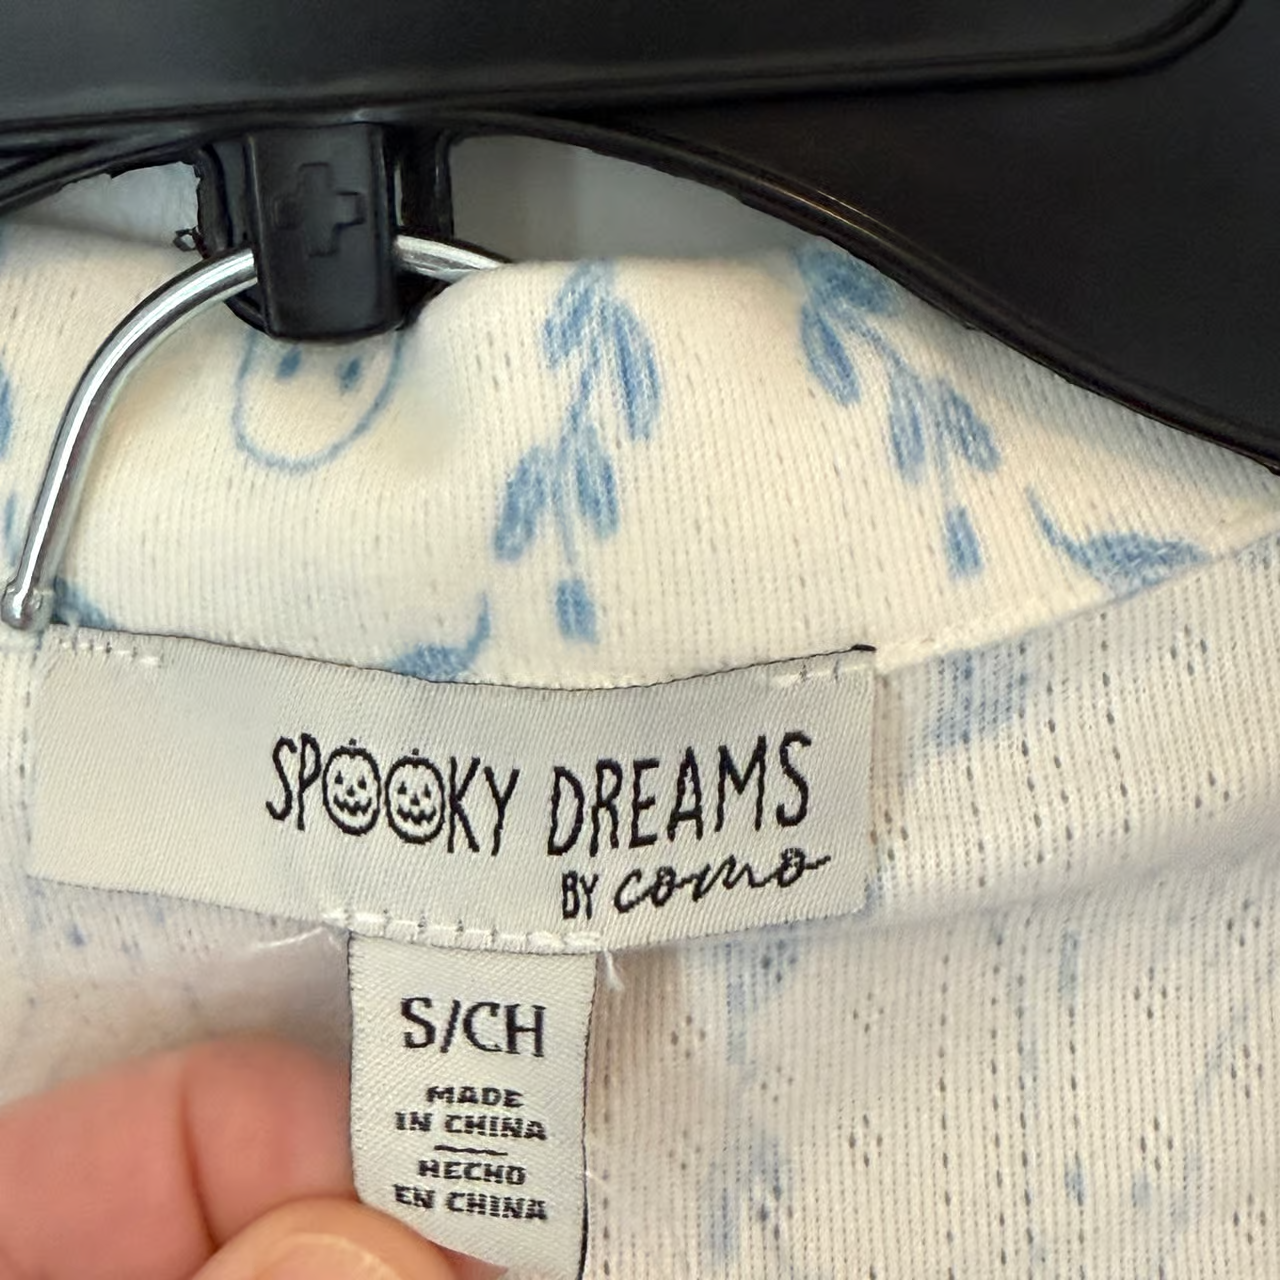 SPOOKY DREAMS
BY como
S/CH
MADE
IN CHINA
HECHO
EN CHINA